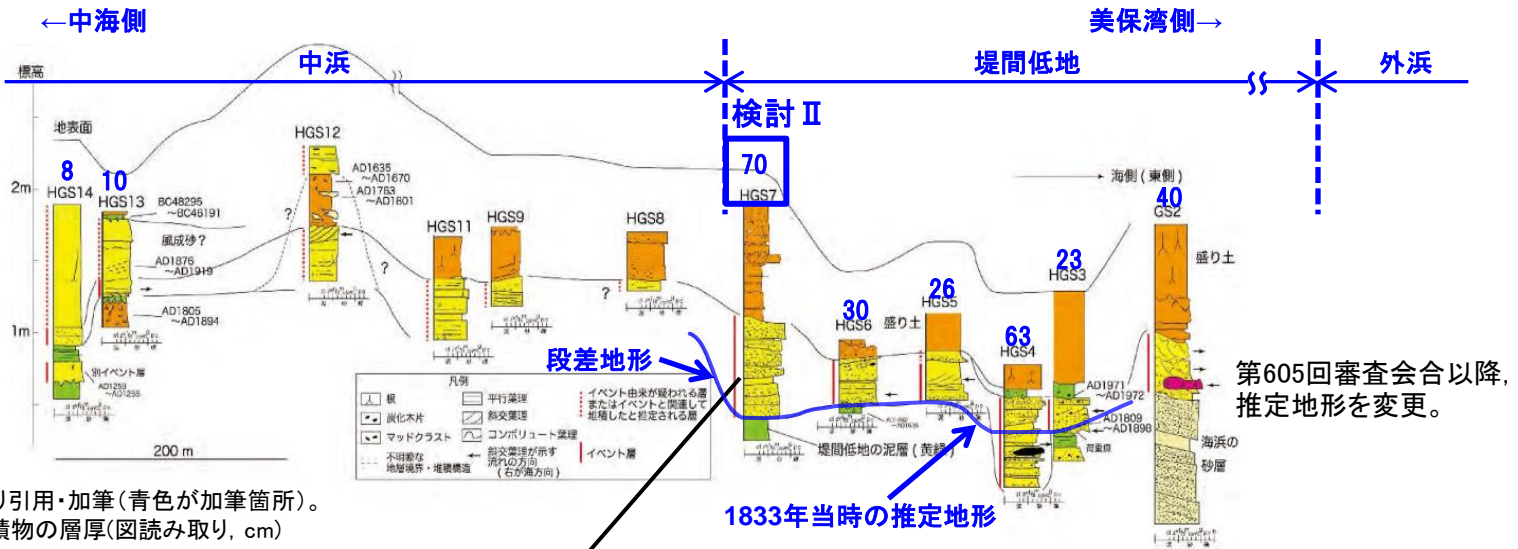 ←中海側
美保湾側→
中浜
堤間低地
外浜
標高
地表面
2m
1m
8
HGS14
10
HGS13
BC48295
～BC48191
風成砂?
AD1876
～AD1919
AD1805
～AD1894
別イベント層
HGS12
AD1635
～AD1670
AD1763
～AD1801
?
?
HGS11
HGS9
HGS8
?
検討Ⅱ
70
HGS7
→ 海側(東側)
30
HGS6
26
HGS5
盛り土
63
HGS4
23
HGS3
AD1971
～AD1972
AD1809
～AD1898
荷重痕
40
GS2
盛り土
海浜の
砂層
段差地形
堤間低地の泥層(黄緑)
1833年当時の推定地形
第605回審査会合以降,
推定地形を変更。
凡例
根
炭化木片
マッドクラスト
不明瞭な
地層境界・堆積構造
平行葉理
斜交葉理
コンボリュート葉理
斜交葉理が示す
流れの方向
(右が海方向)
イベント由来が疑われる層
またはイベントと関連して
堆積したと推定される層
イベント層
200 m
り引用・加筆(青色が加筆箇所)。
積物の層厚(図読み取り, cm)